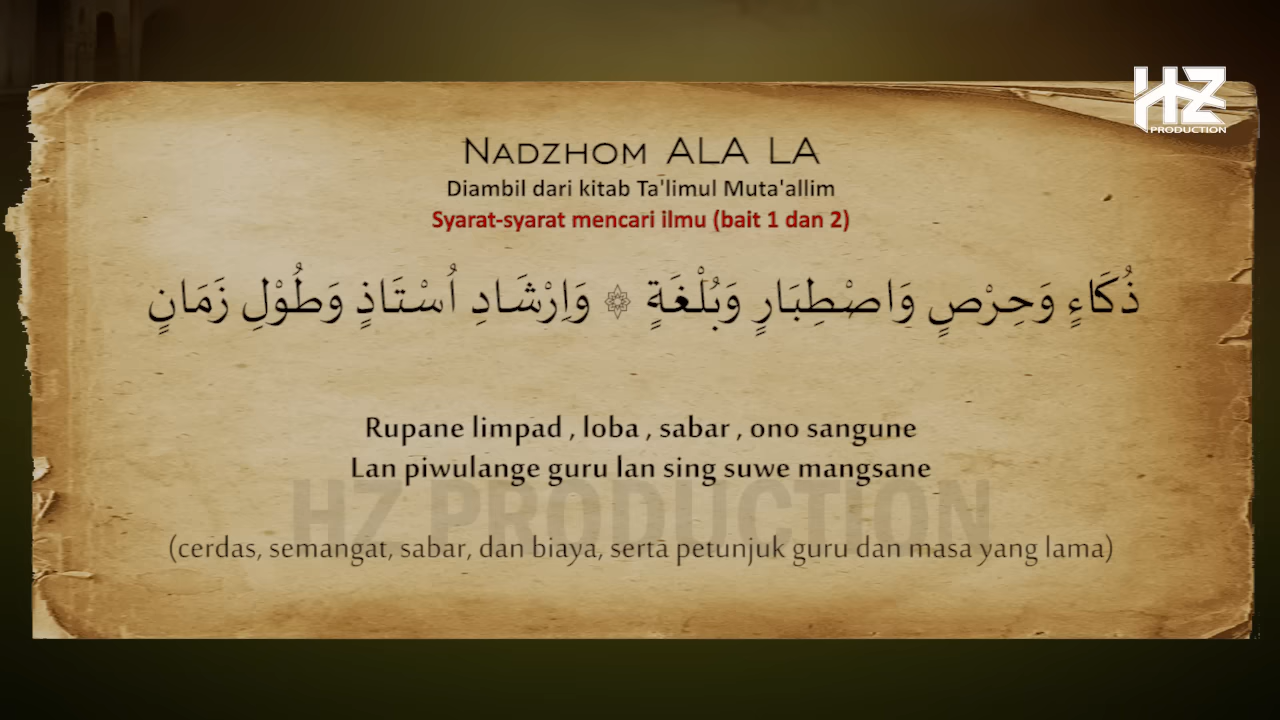 HZ
PRODUCTION
NADZHOM ALA LA
Diambil dari kitab Ta'limul Muta'allim
Syarat-syarat mencari ilmu (bait 1 dan 2)
ذُكَاءٍ وَحِرْصٍ وَاصْطِبَارٍ وَبُلْغَةٍ ۞ وَاِرْشَادِ اُسْتَاذٍ وَطُوْلِ زَمَانٍ
Rupane limpad , loba , sabar , ono sangune
Lan piwulange guru lan sing suwe mangsane
HZ PRODUCTION
(cerdas, semangat, sabar, dan biaya, serta petunjuk guru dan masa yang lama)